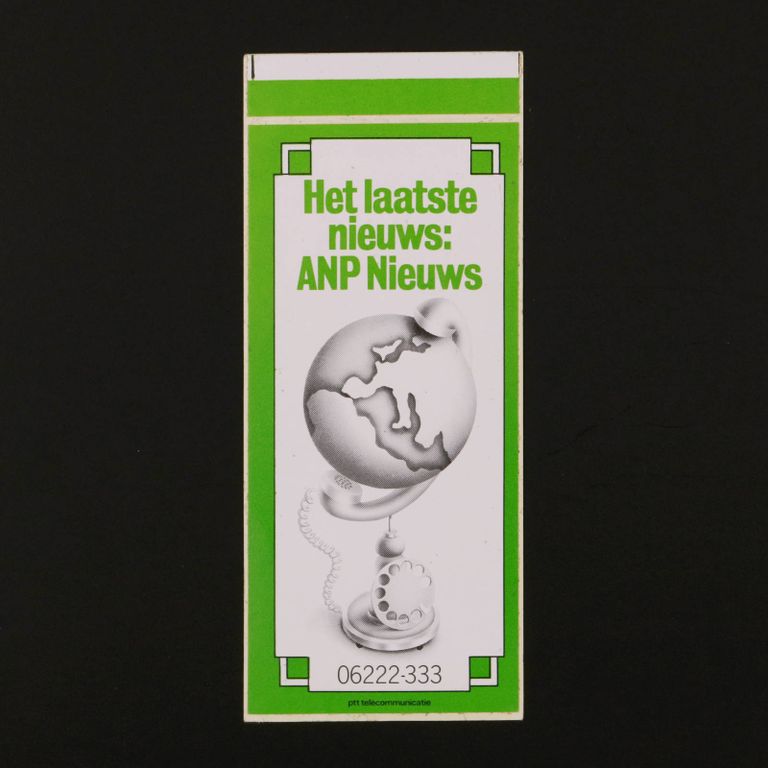 Het laatste
nieuws:
ANP Nieuws
06222-333
ptt telecommunicatie